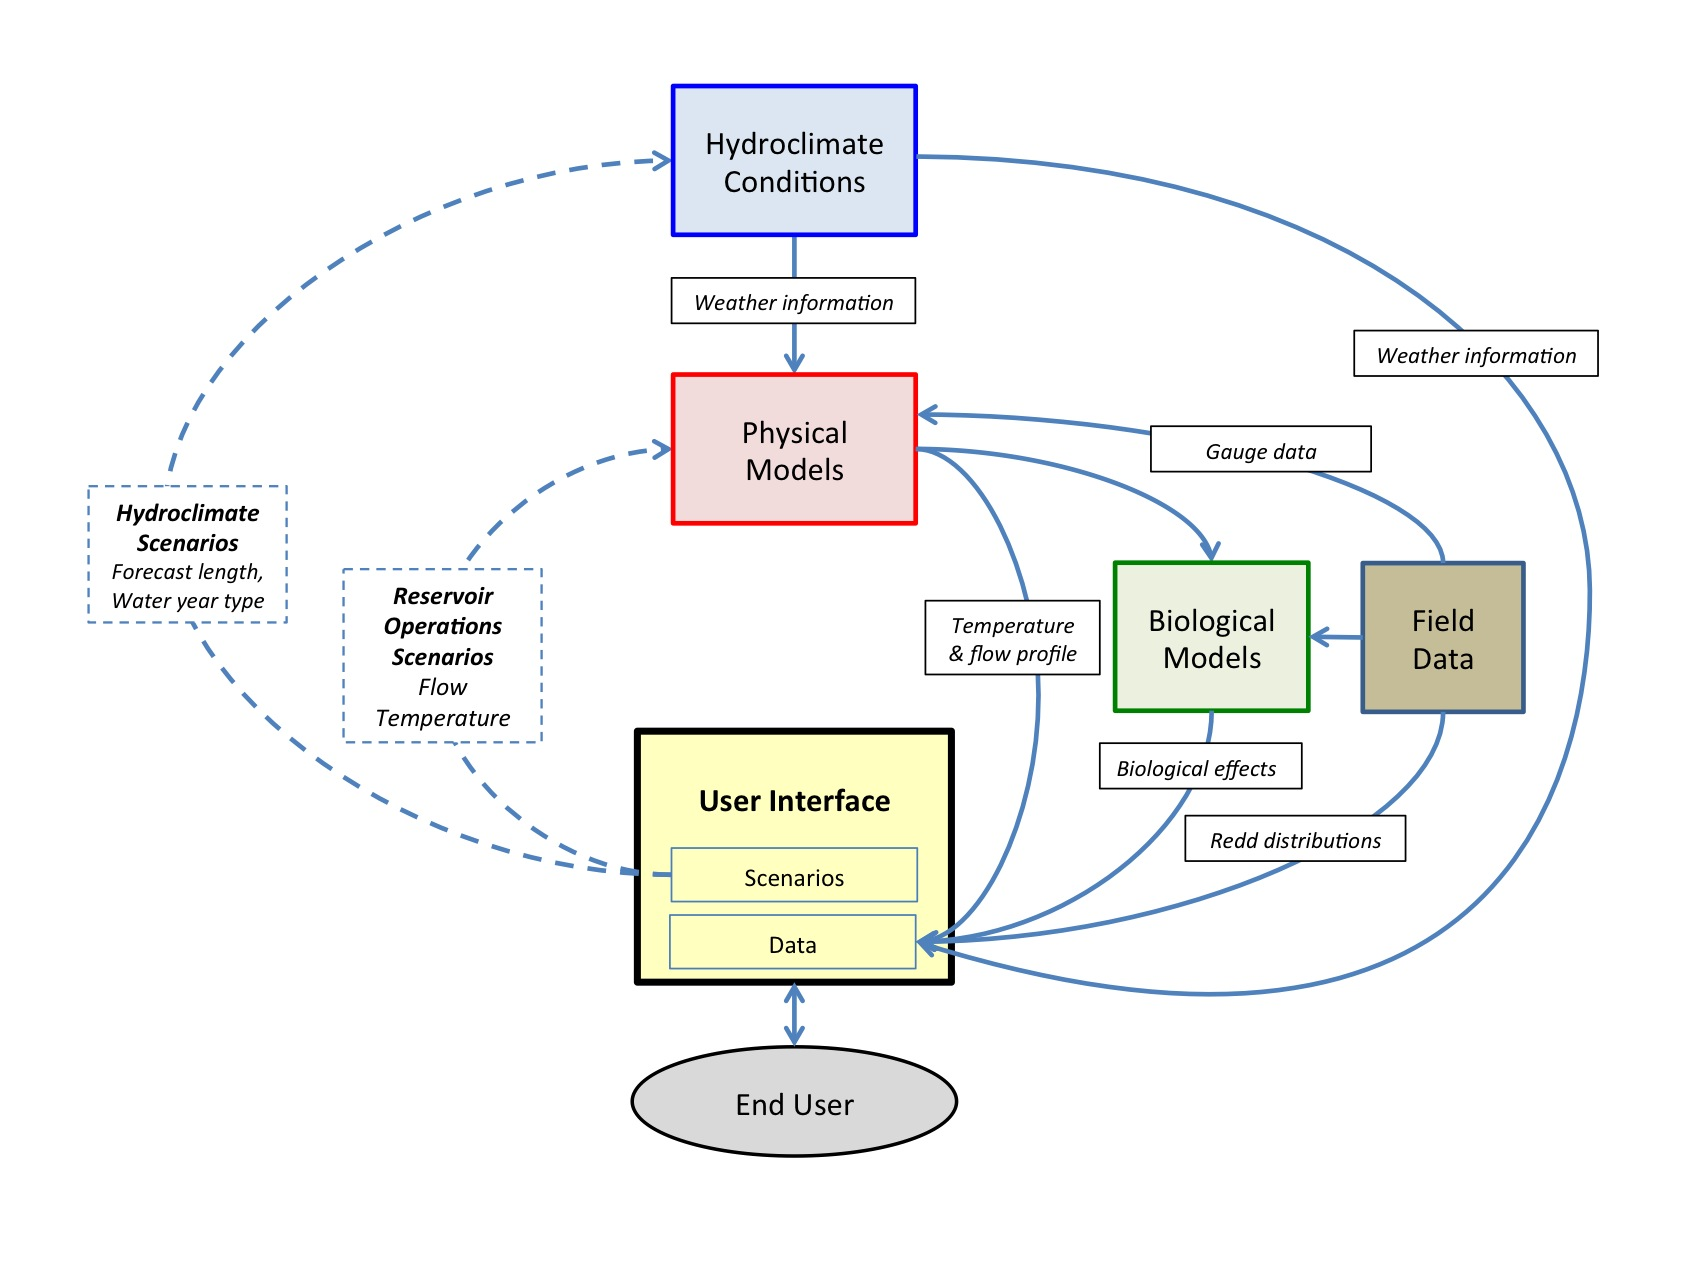 Hydroclimate
Conditions
Weather information
Weather information
Physical
Models
Gauge data
Hydroclimate
Scenarios
Forecast length,
Water year type
Reservoir
Operations
Scenarios
Flow
Temperature
Temperature
& flow profile
Biological
Models
Field
Data
Biological effects
Redd distributions
User Interface
Scenarios
Data
End User